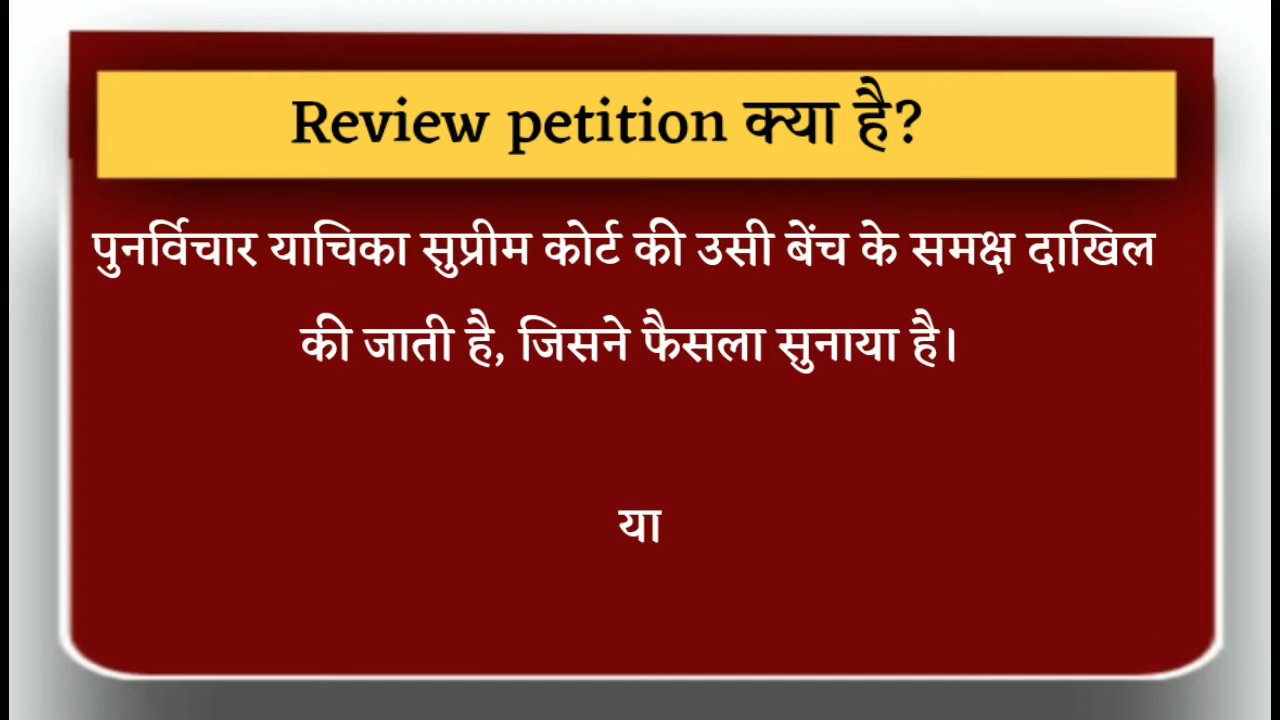 Review petition क्या है?
पुनर्विचार याचिका सुप्रीम कोर्ट की उसी बेंच के समक्ष दाखिल
की जाती है, जिसने फैसला सुनाया है।
या